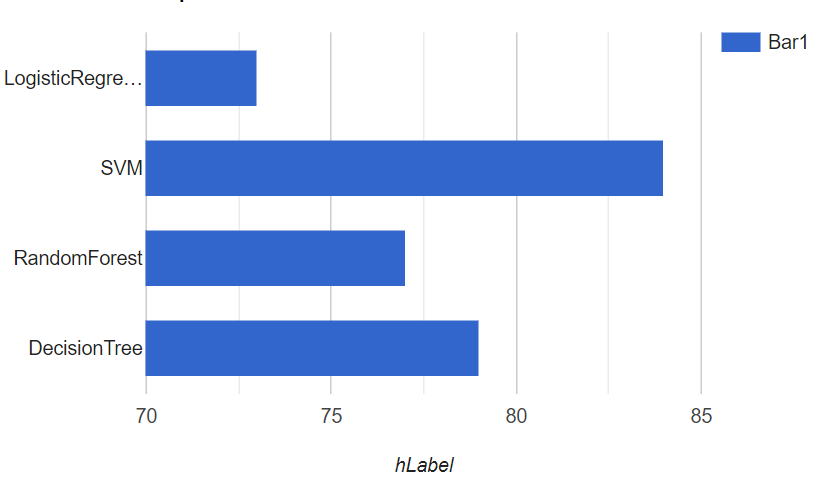 Bar1
LogisticRegre…
SVM
RandomForest
DecisionTree
70 75 80 85
hLabel